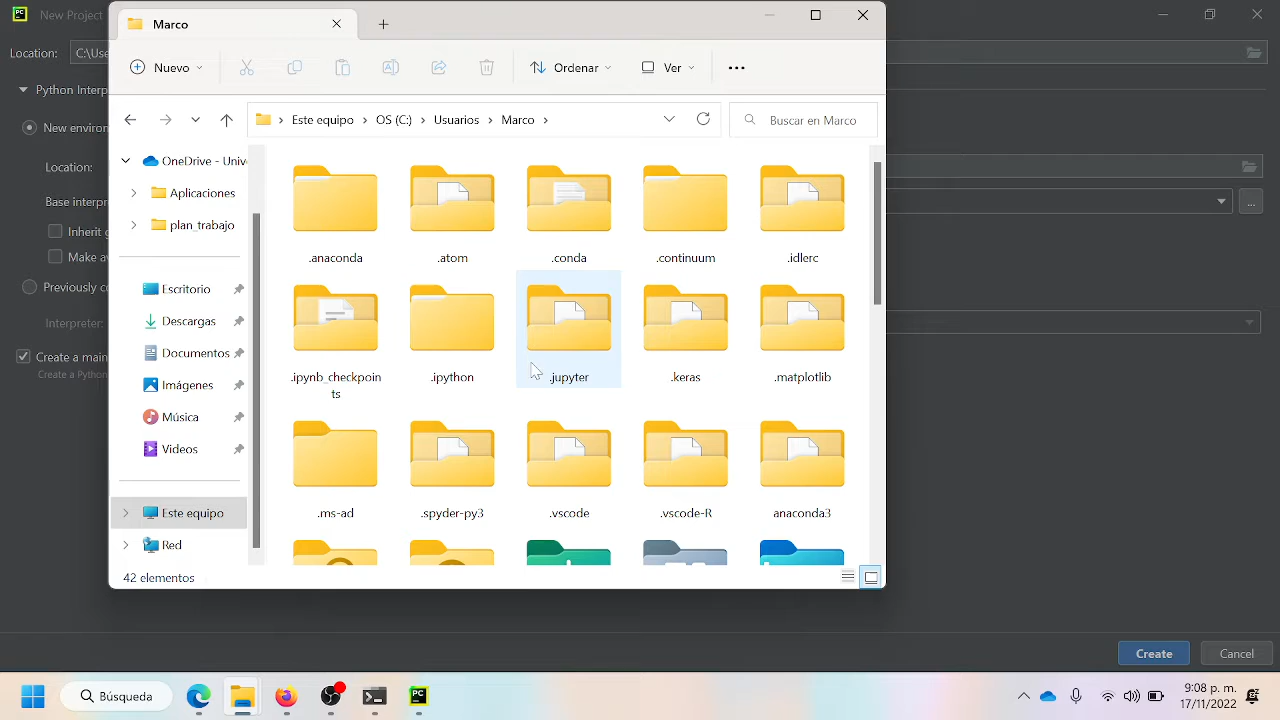 New Project
Marco
Location:
C:\Use
Nuevo
Ordenar
Ver
Python Interp
Este equipo
OS (C:)
Usuarios
Marco
Buscar en Marco
New environ
OneDrive - Univ
Location:
Aplicaciones
Base interpr
plan_trabajo
Inherit g
Make av
.anaconda
.atom
.conda
.continuum
.idlerc
Previously co
Escritorio
Descargas
Interpreter:
Documentos
Create a main
Create a Python
Imágenes
.ipynb_checkpoin
ts
.ipython
.jupyter
.keras
.matplotlib
Música
Videos
Este equipo
.ms-ad
.spyder-py3
.vscode
.vscode-R
anaconda3
Red
42 elementos
Create
Cancel
Búsqueda
9:08 p. m.
17/11/2022